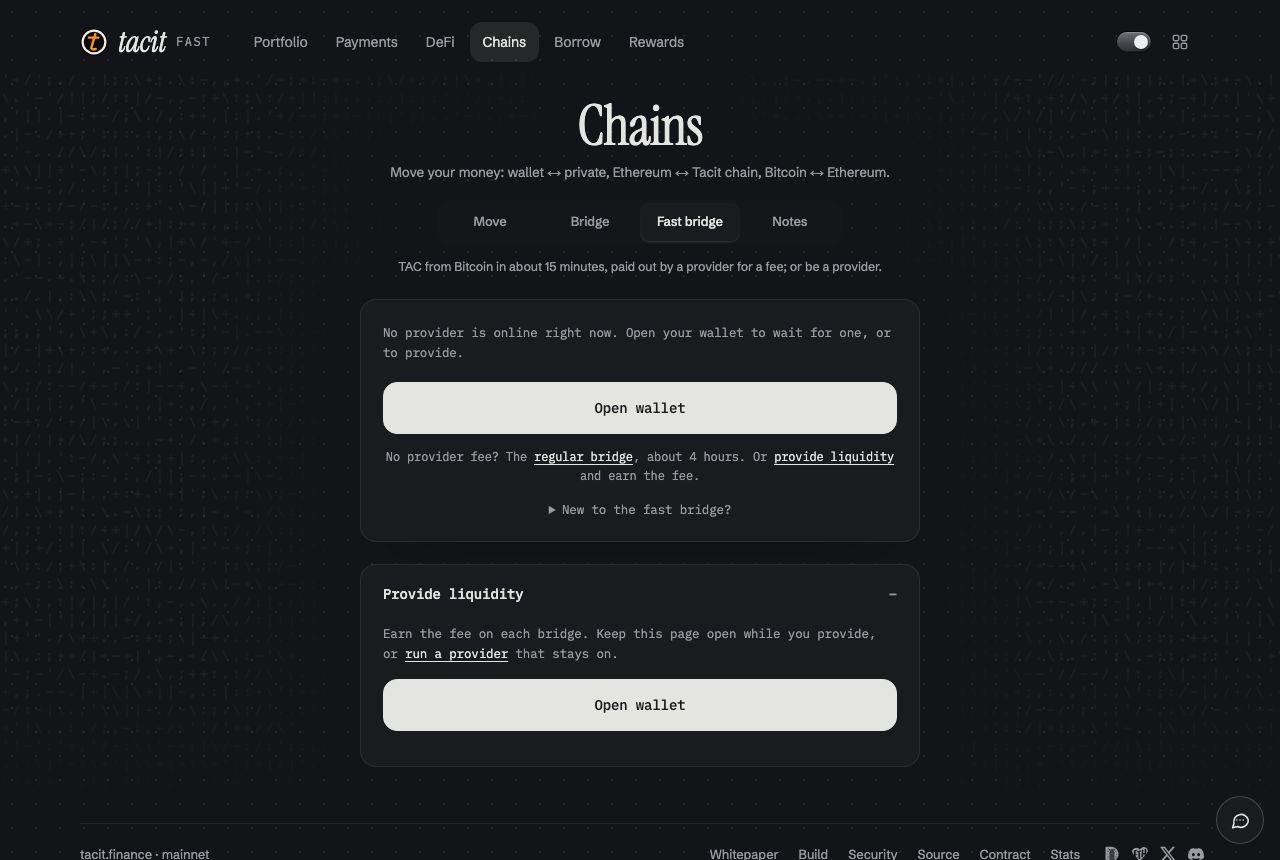 tacit FAST Portfolio Payments DeFi Chains Borrow Rewards
Chains
Move your money: wallet ↔ private, Ethereum ↔ Tacit chain, Bitcoin ↔ Ethereum.
Move Bridge Fast bridge Notes
TAC from Bitcoin in about 15 minutes, paid out by a provider for a fee; or be a provider.
No provider is online right now. Open your wallet to wait for one, or
to provide.
Open wallet
No provider fee? The regular bridge, about 4 hours. Or provide liquidity
and earn the fee.
▶ New to the fast bridge?
Provide liquidity −
Earn the fee on each bridge. Keep this page open while you provide,
or run a provider that stays on.
Open wallet
tacit.finance · mainnet Whitepaper Build Security Source Contract Stats